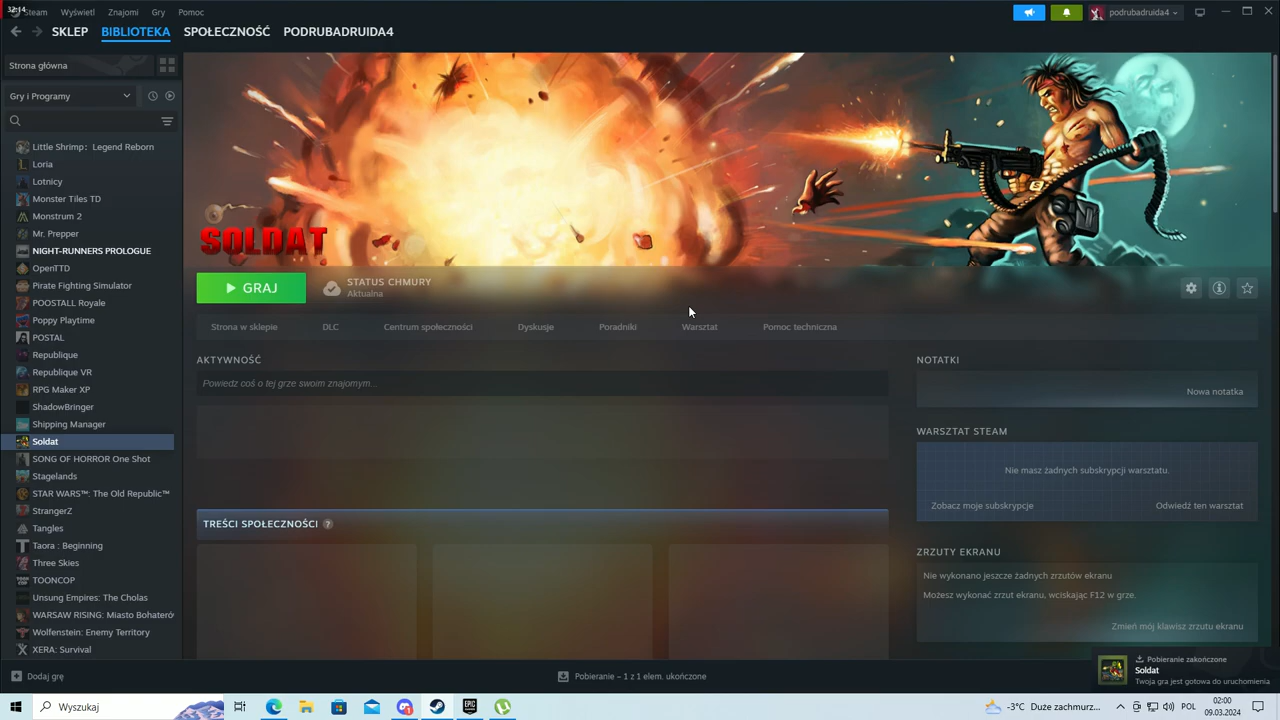 32:14
Steam Wyświetl Znajomi Gry Pomoc
podrubadruida4
SKLEP BIBLIOTEKA SPOŁECZNOŚĆ PODRUBADRUIDA4
Strona główna
Gry i Programy
Little Shrimp: Legend Reborn
Loria
Lotnicy
Monster Tiles TD
Monstrum 2
Mr. Prepper
NIGHT-RUNNERS PROLOGUE
OpenTTD
Pirate Fighting Simulator
POOSTALL Royale
Poppy Playtime
POSTAL
Republique
Republique VR
RPG Maker XP
ShadowBringer
Shipping Manager
Soldat
SONG OF HORROR One Shot
Stagelands
STAR WARS™: The Old Republic™
StrangerZ
Tangles
Taora : Beginning
Three Skies
TOONCOP
Unsung Empires: The Cholas
WARSAW RISING: Miasto Bohaterów
Wolfenstein: Enemy Territory
XERA: Survival
SOLDAT
GRAJ
STATUS CHMURY
Aktualna
Strona w sklepie DLC Centrum społeczności Dyskusje Poradniki Warsztat Pomoc techniczna
AKTYWNOŚĆ
Powiedz coś o tej grze swoim znajomym...
TREŚCI SPOŁECZNOŚCI ?
NOTATKI
Nowa notatka
WARSZTAT STEAM
Nie masz żadnych subskrypcji warsztatu.
Zobacz moje subskrypcje Odwiedź ten warsztat
ZRZUTY EKRANU
Nie wykonano jeszcze żadnych zrzutów ekranu
Możesz wykonać zrzut ekranu, wciskając F12 w grze.
Zmień mój klawisz zrzutu ekranu
Pobieranie zakończone
Soldat
Twoja gra jest gotowa do uruchomienia
Dodaj grę
Pobieranie – 1 z 1 elem. ukończone
Wyszukaj
EPIC
-3°C Duże zachmurz...
POL
02:00
09.03.2024